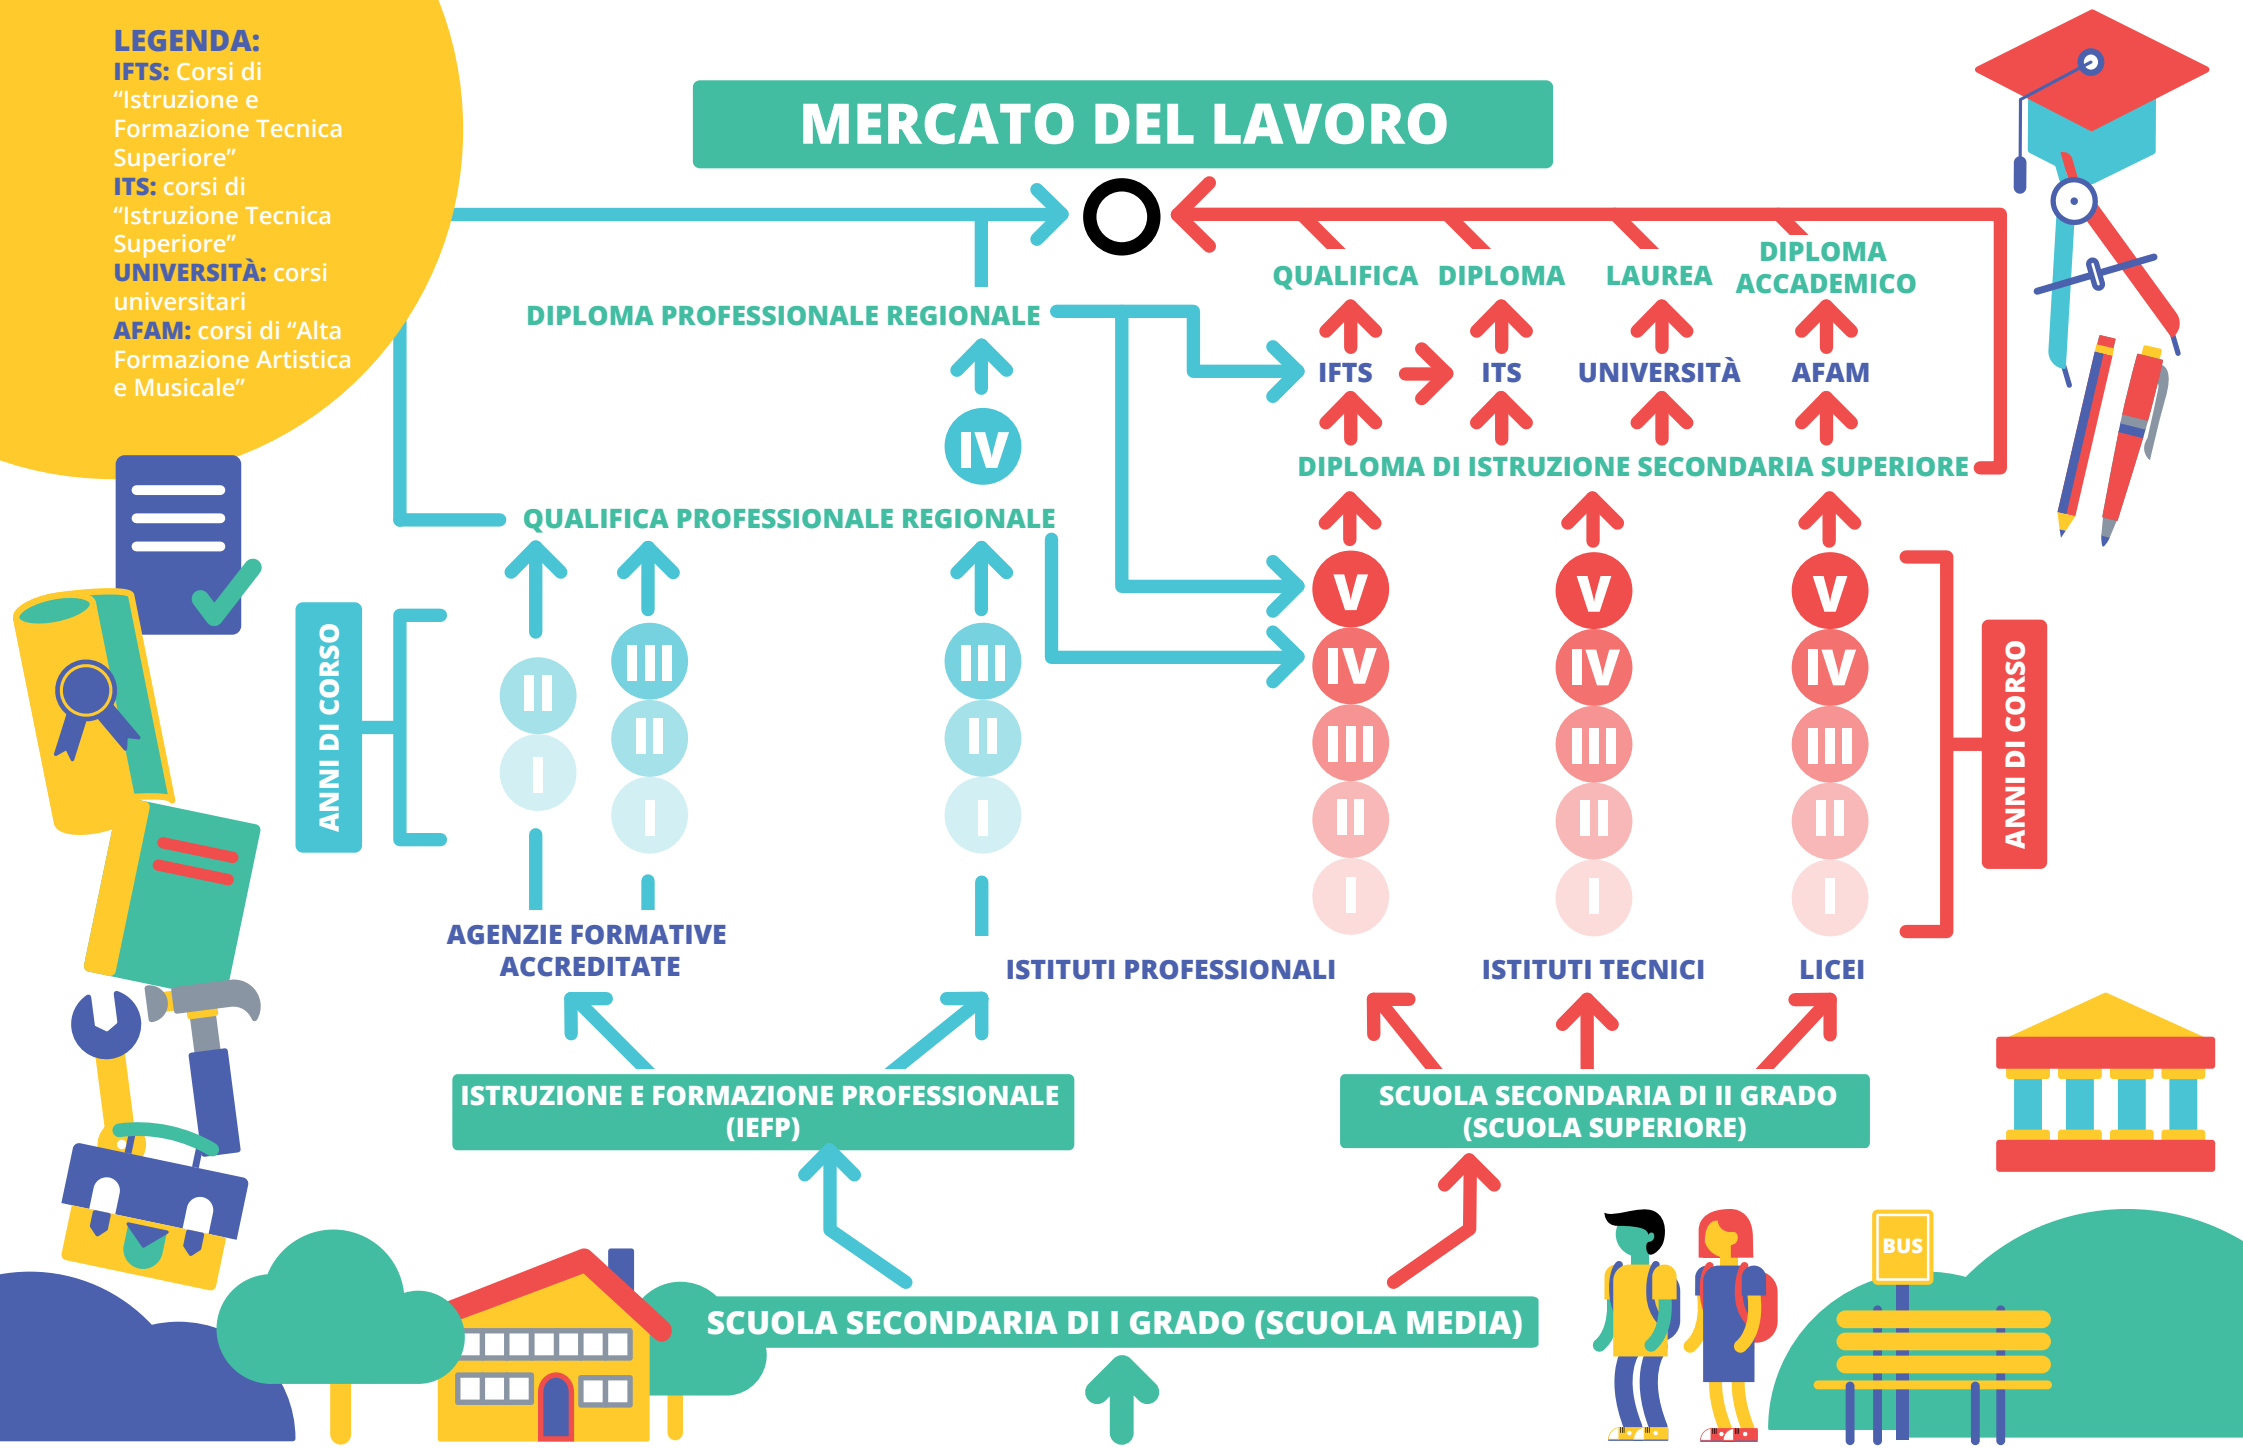 LEGENDA:
IFTS: Corsi di
“Istruzione e
Formazione Tecnica
Superiore”
ITS: corsi di
“Istruzione Tecnica
Superiore”
UNIVERSITÀ: corsi
universitari
AFAM: corsi di “Alta
Formazione Artistica
e Musicale”
MERCATO DEL LAVORO
QUALIFICA
DIPLOMA
LAUREA
DIPLOMA
ACCADEMICO
DIPLOMA PROFESSIONALE REGIONALE
IFTS
ITS
UNIVERSITÀ
AFAM
IV
DIPLOMA DI ISTRUZIONE SECONDARIA SUPERIORE
QUALIFICA PROFESSIONALE REGIONALE
ANNI DI CORSO
II
I
III
II
I
III
II
I
V
IV
III
II
I
V
IV
III
II
I
V
IV
III
II
I
ANNI DI CORSO
AGENZIE FORMATIVE
ACCREDITATE
ISTITUTI PROFESSIONALI
ISTITUTI TECNICI
LICEI
ISTRUZIONE E FORMAZIONE PROFESSIONALE
(IEFP)
SCUOLA SECONDARIA DI II GRADO
(SCUOLA SUPERIORE)
BUS
SCUOLA SECONDARIA DI I GRADO (SCUOLA MEDIA)